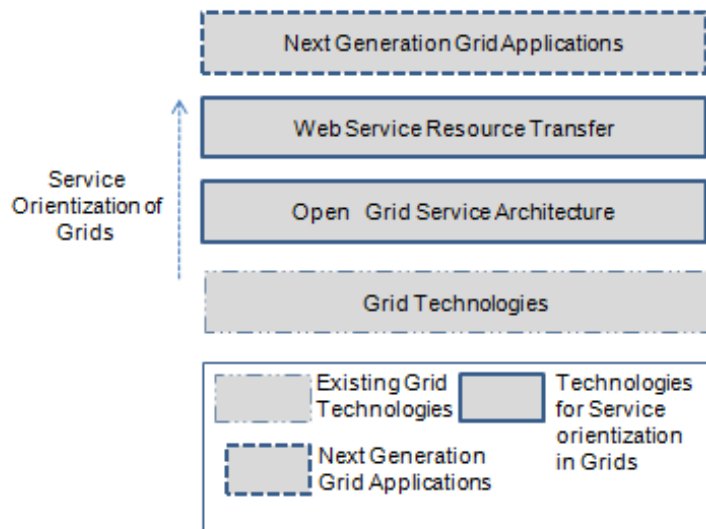 Next Generation Grid Applications
Web Service Resource Transfer
Service
Orientization of
Grids
Open Grid Service Architecture
Grid Technologies
Existing Grid
Technologies
Technologies
for Service
orientization
in Grids
Next Generation
Grid Applications